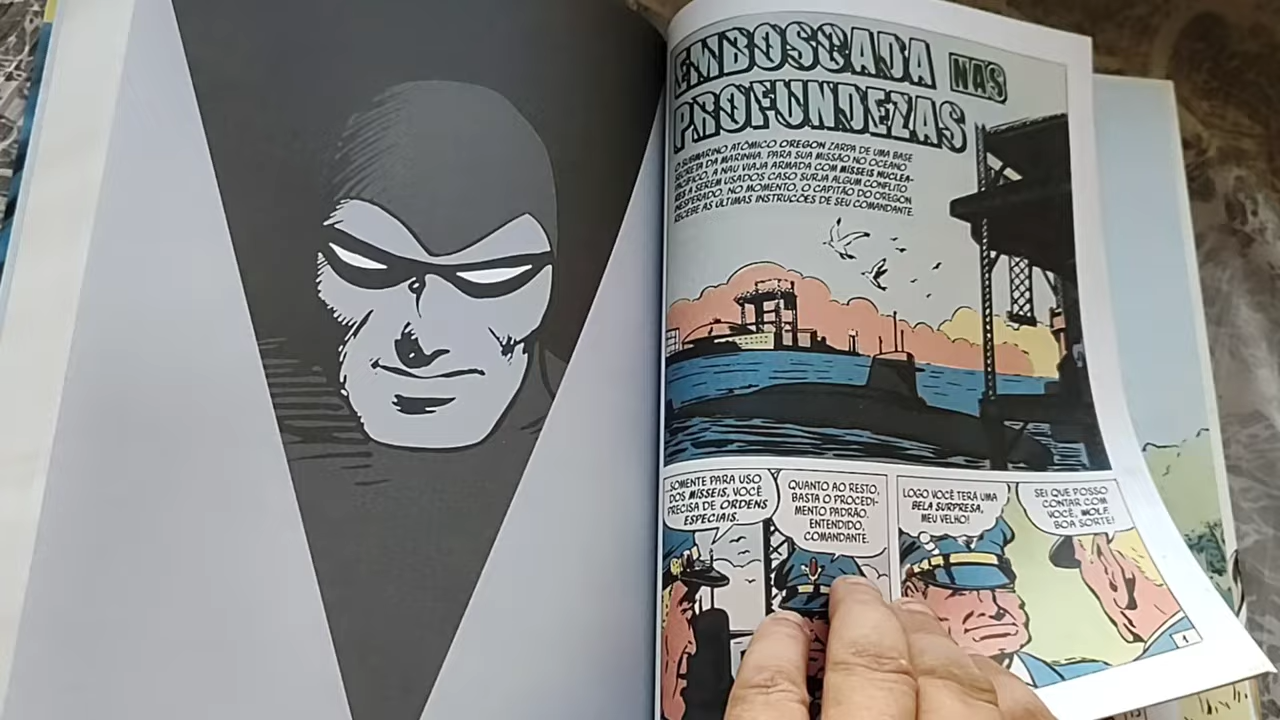 EMBOSCADA NAS
PROFUNDEZAS
O SUBMARINO ATÔMICO OREGON ZARPA DE UMA BASE
SECRETA DA MARINHA. PARA SUA MISSÃO NO OCEANO
PACÍFICO, A NAU VIAJA ARMADA COM MÍSSEIS NUCLEA-
RES A SEREM USADOS CASO SURJA ALGUM CONFLITO
INESPERADO. NO MOMENTO, O CAPITÃO DO OREGON
RECEBE AS ÚLTIMAS INSTRUÇÕES DE SEU COMANDANTE.
SOMENTE PARA USO
DOS MÍSSEIS, VOCÊ
PRECISA DE ORDENS
ESPECIAIS.
QUANTO AO RESTO,
BASTA O PROCEDI-
MENTO PADRÃO.
ENTENDIDO,
COMANDANTE.
LOGO VOCÊ TERÁ UMA
BELA SURPRESA,
MEU VELHO!
SEI QUE POSSO
CONTAR COM
VOCÊ, WOLF.
BOA SORTE!